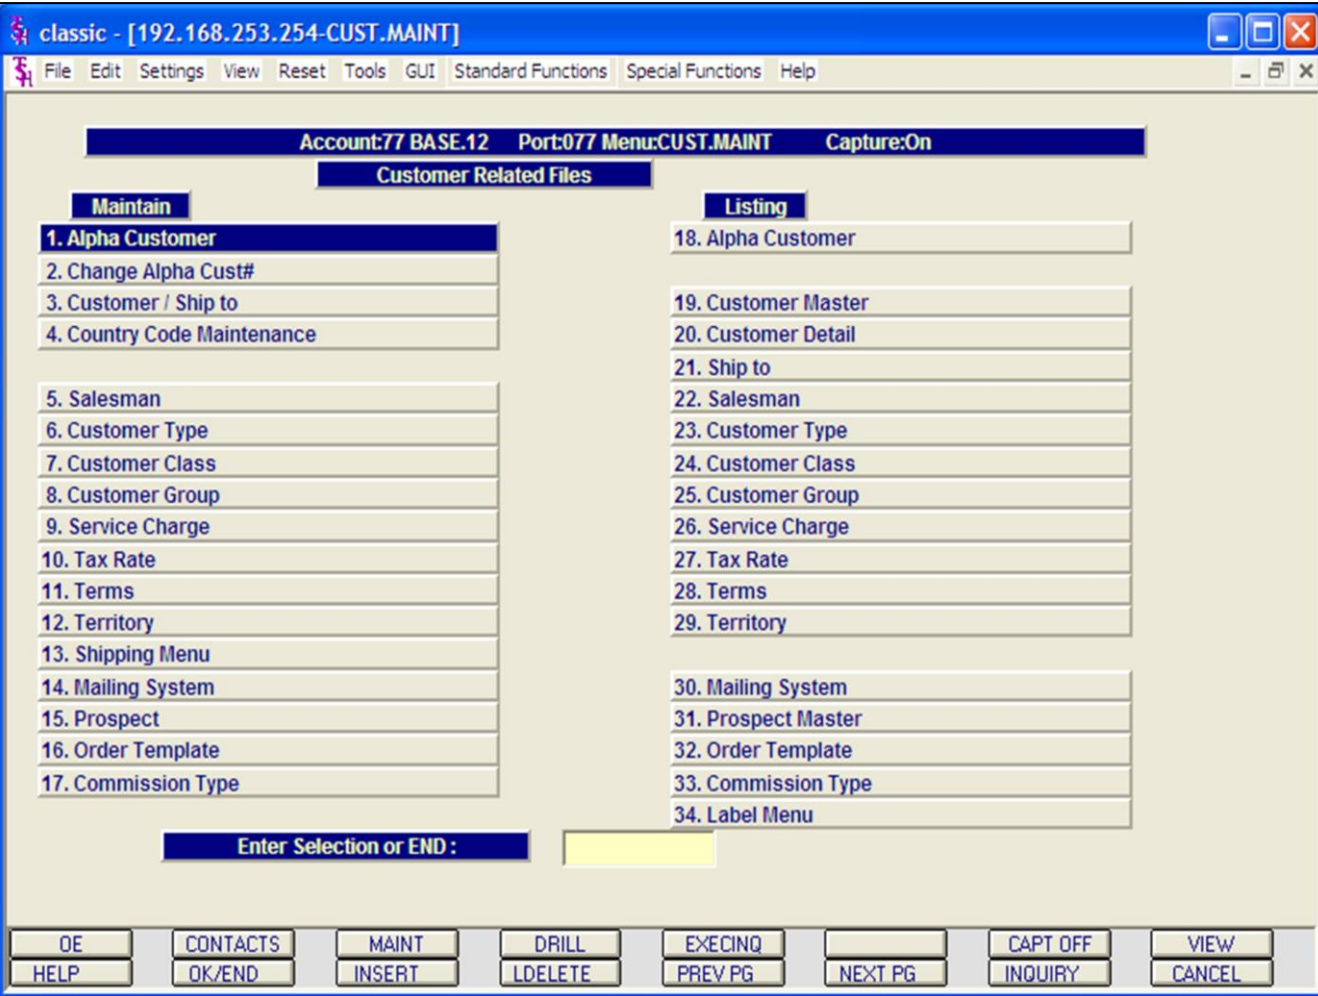 classic - [192.168.253.254-CUST.MAINT]
File Edit Settings View Reset Tools GUI Standard Functions Special Functions Help
Account:77 BASE.12 Port:077 Menu:CUST.MAINT Capture:On
Customer Related Files
Maintain
1. Alpha Customer
2. Change Alpha Cust#
3. Customer / Ship to
4. Country Code Maintenance
5. Salesman
6. Customer Type
7. Customer Class
8. Customer Group
9. Service Charge
10. Tax Rate
11. Terms
12. Territory
13. Shipping Menu
14. Mailing System
15. Prospect
16. Order Template
17. Commission Type
Listing
18. Alpha Customer
19. Customer Master
20. Customer Detail
21. Ship to
22. Salesman
23. Customer Type
24. Customer Class
25. Customer Group
26. Service Charge
27. Tax Rate
28. Terms
29. Territory
30. Mailing System
31. Prospect Master
32. Order Template
33. Commission Type
34. Label Menu
Enter Selection or END :
OE CONTACTS MAINT DRILL EXECINQ CAPT OFF VIEW
HELP OK/END INSERT LDELETE PREV PG NEXT PG INQUIRY CANCEL